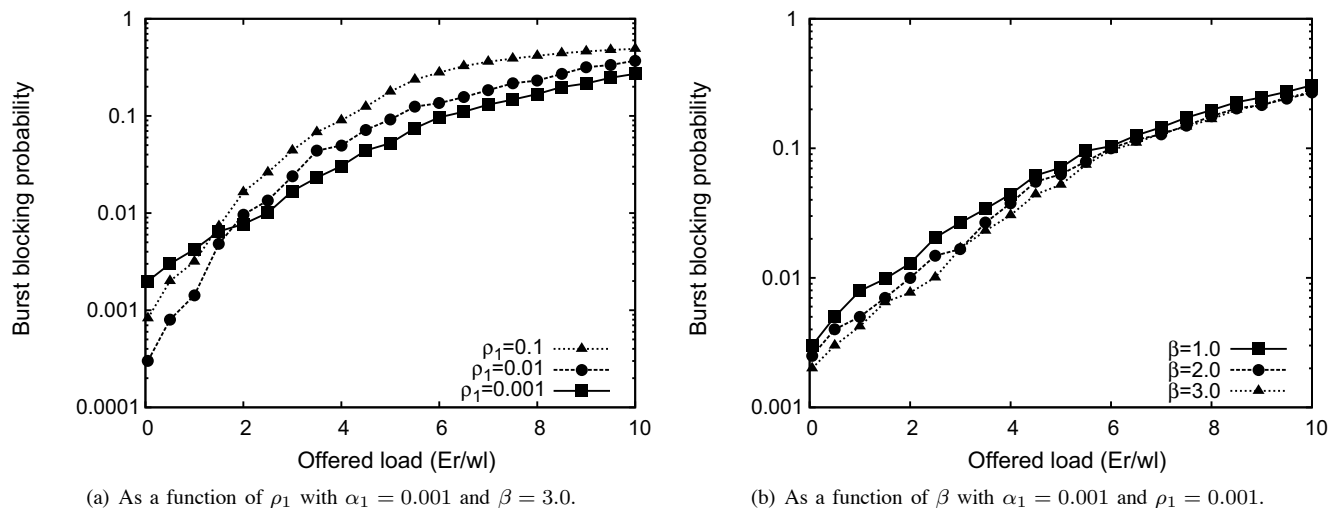 1
0.1
0.01
0.001
0.0001
Burst blocking probability
0 2 4 6 8 10
Offered load (Er/wl)
ρ1=0.1
ρ1=0.01
ρ1=0.001
(a) As a function of ρ1 with α1 = 0.001 and β = 3.0.
1
0.1
0.01
0.001
Burst blocking probability
0 2 4 6 8 10
Offered load (Er/wl)
β=1.0
β=2.0
β=3.0
(b) As a function of β with α1 = 0.001 and ρ1 = 0.001.